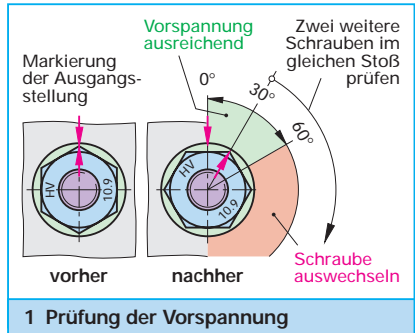 Vorspannung
ausreichend
Zwei weitere
Schrauben im
gleichen Stoß
prüfen
Markierung
der Ausgangs-
stellung
0°
30°
60°
HV
10.9
HV
10.9
vorher
nachher
Schraube
auswechseln
1 Prüfung der Vorspannung